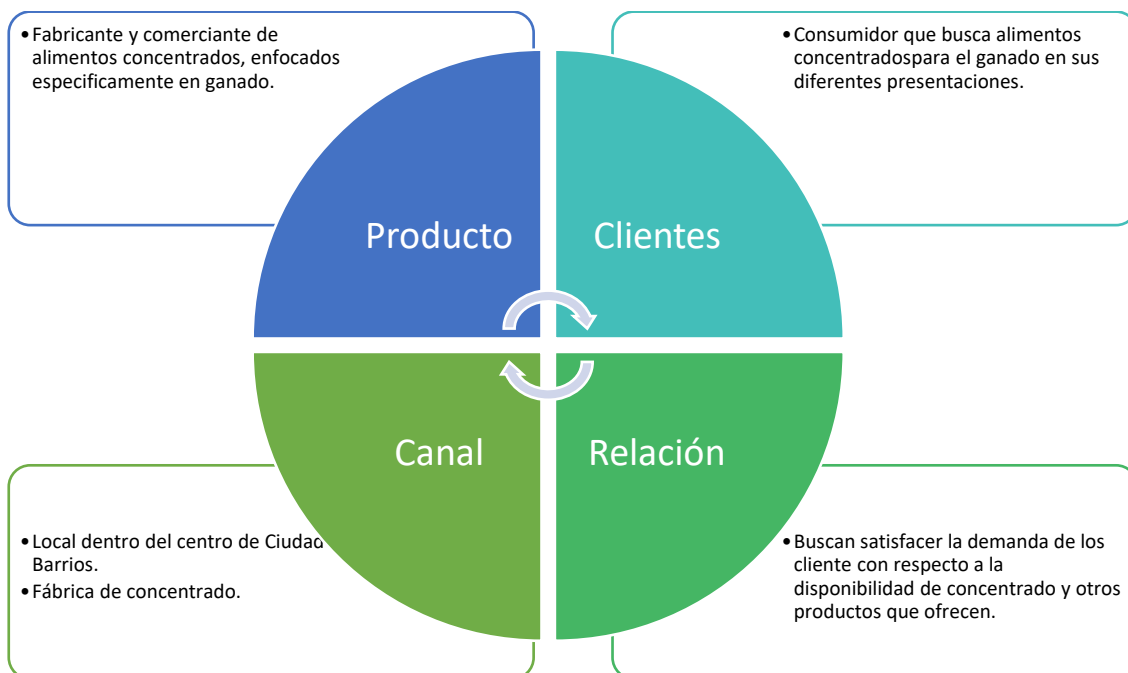 •Fabricante y comerciante de
alimentos concentrados, enfocados
especificamente en ganado.
•Consumidor que busca alimentos
concentradospara el ganado en sus
diferentes presentaciones.
Producto
Clientes
Canal
Relación
•Local dentro del centro de Ciudad
Barrios.
•Fábrica de concentrado.
•Buscan satisfacer la demanda de los
cliente con respecto a la
disponibilidad de concentrado y otros
productos que ofrecen.